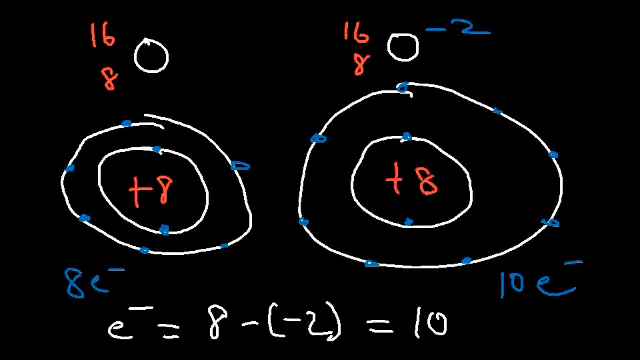 16 O 16 O -2
8 8
+8 +8
8e⁻ 10e⁻
e⁻ = 8 - (-2) = 10